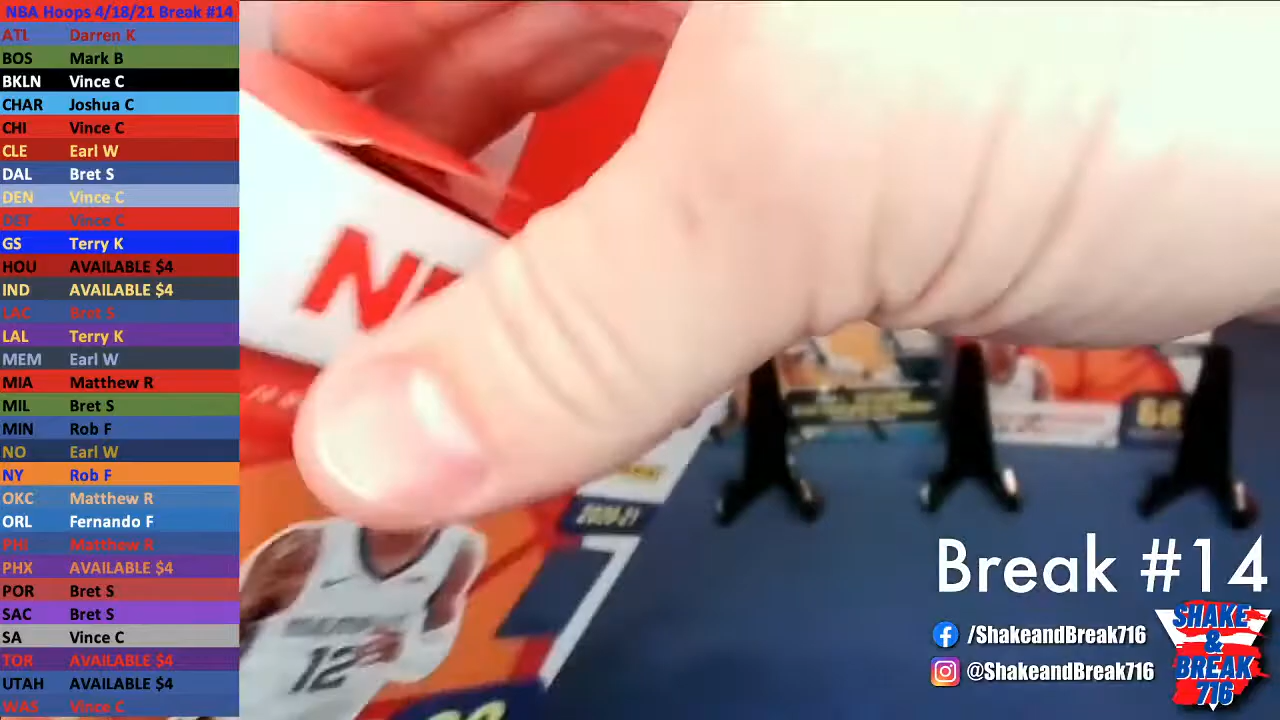 NBA Hoops 4/18/21 Break #14
ATL Darren K
BOS Mark B
BKLN Vince C
CHAR Joshua C
CHI Vince C
CLE Earl W
DAL Bret S
DEN Vince C
DET Vince C
GS Terry K
HOU AVAILABLE $4
IND AVAILABLE $4
LAC Bret S
LAL Terry K
MEM Earl W
MIA Matthew R
MIL Bret S
MIN Rob F
NO Earl W
NY Rob F
OKC Matthew R
ORL Fernando F
PHI Matthew R
PHX AVAILABLE $4
POR Bret S
SAC Bret S
SA Vince C
TOR AVAILABLE $4
UTAH AVAILABLE $4
WAS Vince C
2020-21
12
Break #14
/ShakeandBreak716
@ShakeandBreak716
SHAKE
&
BREAK
716